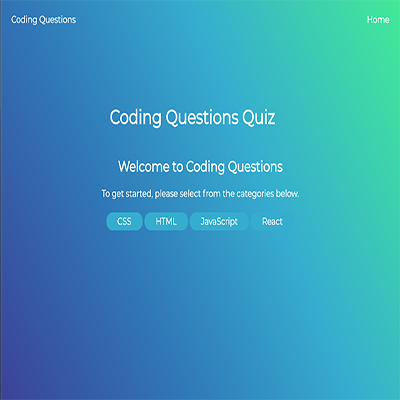 Coding Questions Home
Coding Questions Quiz
Welcome to Coding Questions
To get started, please select from the categories below.
CSS HTML JavaScript React